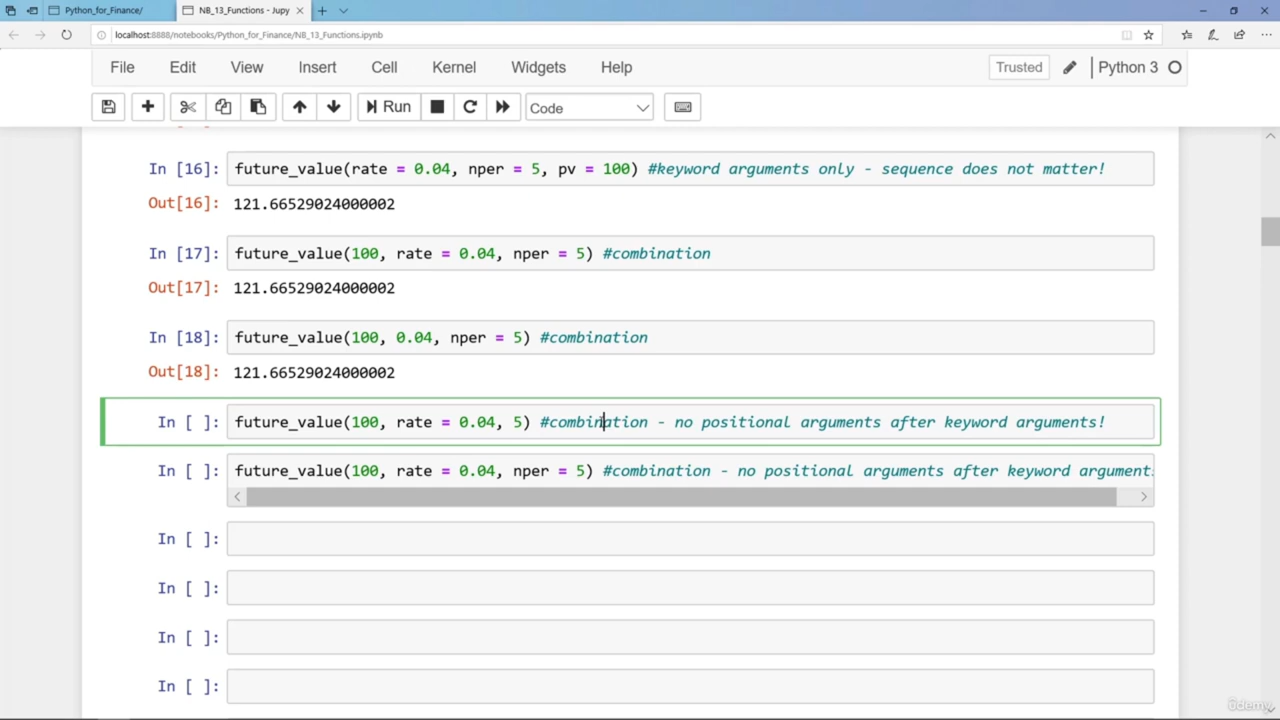 Python_for_Finance/
NB_13_Functions.ipynb - Jupy
localhost:8888/notebooks/Python_for_Finance/NB_13_Functions.ipynb
File Edit View Insert Cell Kernel Widgets Help
Trusted
Python 3
Run
Code
In [16]: future_value(rate = 0.04, nper = 5, pv = 100) #keyword arguments only - sequence does not matter!
Out[16]: 121.66529024000002
In [17]: future_value(100, rate = 0.04, nper = 5) #combination
Out[17]: 121.66529024000002
In [18]: future_value(100, 0.04, nper = 5) #combination
Out[18]: 121.66529024000002
In [ ]: future_value(100, rate = 0.04, 5) #combination - no positional arguments after keyword arguments!
In [ ]: future_value(100, rate = 0.04, nper = 5) #combination - no positional arguments after keyword arguments
In [ ]:
In [ ]:
In [ ]:
In [ ]:
ûdemy